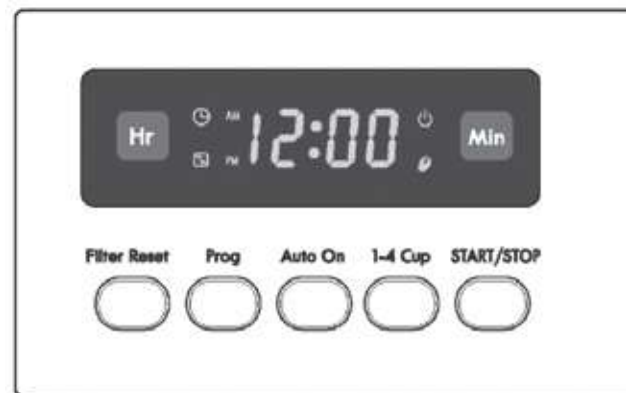 Hr AM 12:00 Min
PM
Filter Reset Prog Auto On 1-4 Cup START/STOP